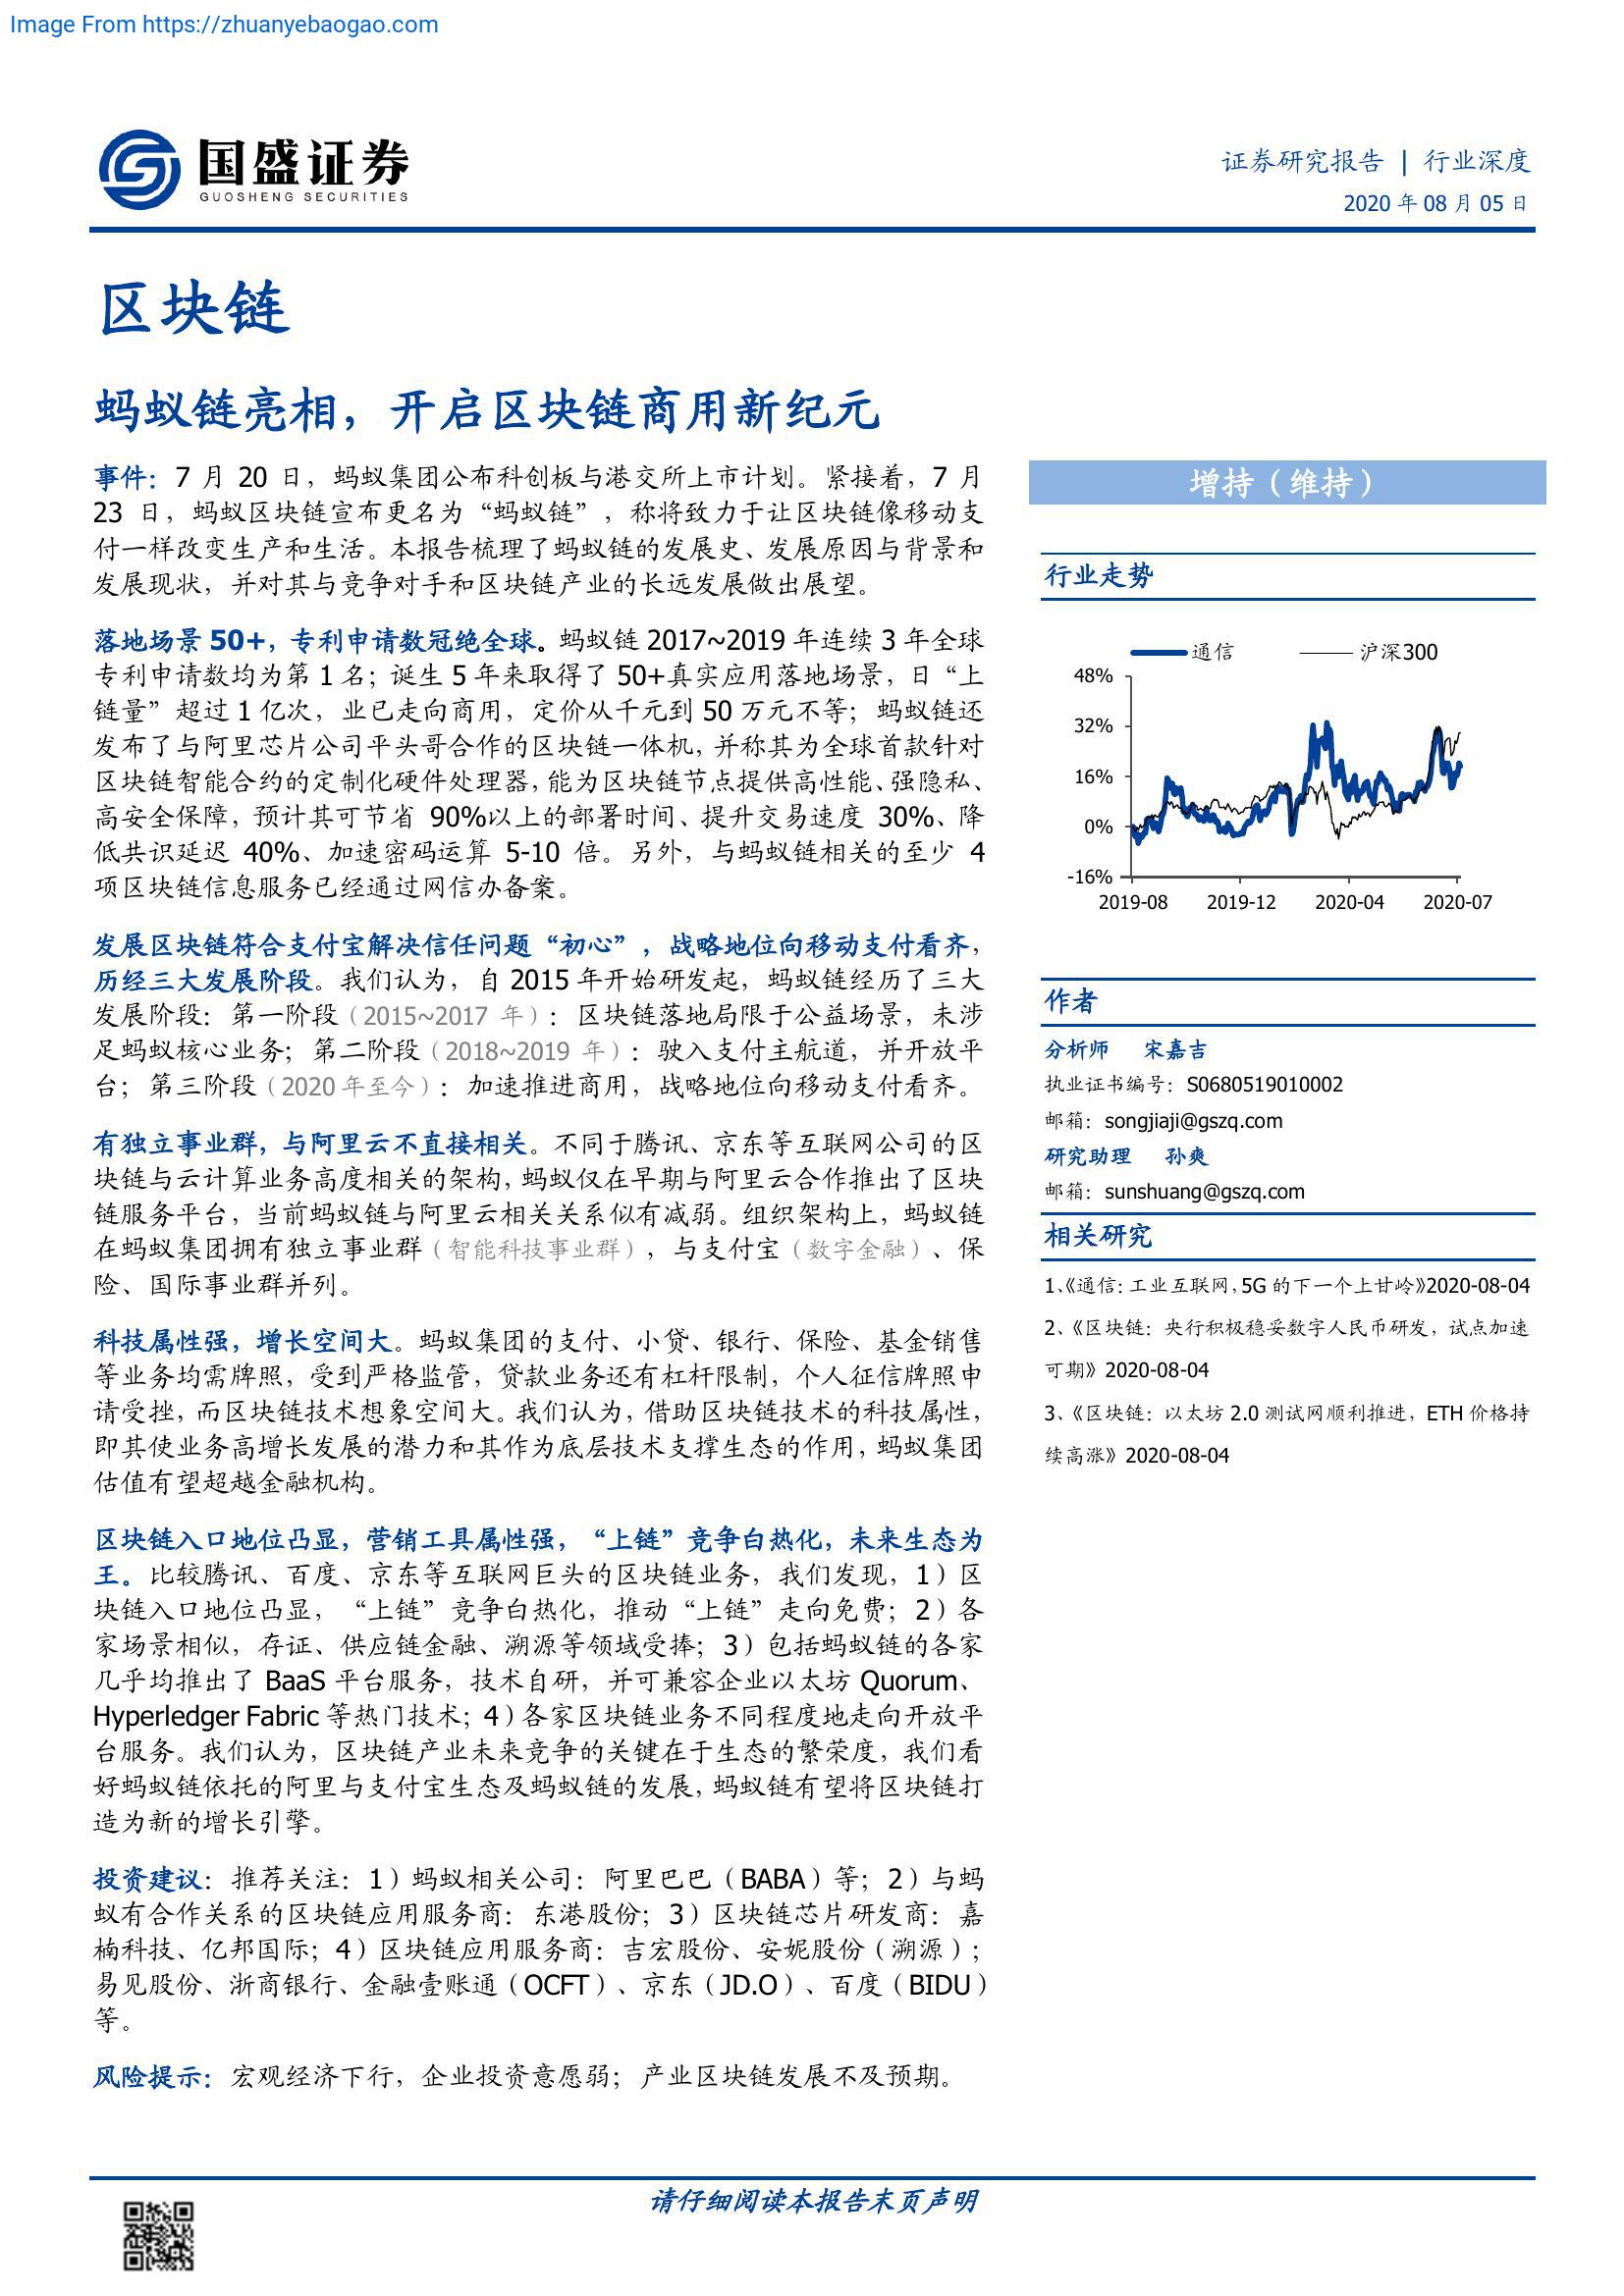 Image From https://zhuanyebaogao.com
国盛证券
GUOSHENG SECURITIES
证券研究报告 | 行业深度
2020 年 08 月 05 日
区块链
蚂蚁链亮相，开启区块链商用新纪元
事件：7 月 20 日，蚂蚁集团公布科创板与港交所上市计划。紧接着，7 月
23 日，蚂蚁区块链宣布更名为“蚂蚁链”，称将致力于让区块链像移动支
付一样改变生产和生活。本报告梳理了蚂蚁链的发展史、发展原因与背景和
发展现状，并对其与竞争对手和区块链产业的长远发展做出展望。
落地场景 50+，专利申请数冠绝全球。蚂蚁链 2017~2019 年连续 3 年全球
专利申请数均为第 1 名；诞生 5 年来取得了 50+真实应用落地场景，日“上
链量”超过 1 亿次，业已走向商用，定价从千元到 50 万元不等；蚂蚁链还
发布了与阿里芯片公司平头哥合作的区块链一体机，并称其为全球首款针对
区块链智能合约的定制化硬件处理器，能为区块链节点提供高性能、强隐私、
高安全保障，预计其可节省 90%以上的部署时间、提升交易速度 30%、降
低共识延迟 40%、加速密码运算 5-10 倍。另外，与蚂蚁链相关的至少 4
项区块链信息服务已经通过网信办备案。
发展区块链符合支付宝解决信任问题“初心”，战略地位向移动支付看齐，
历经三大发展阶段。我们认为，自 2015 年开始研发起，蚂蚁链经历了三大
发展阶段：第一阶段（2015~2017 年）：区块链落地局限于公益场景，未涉
足蚂蚁核心业务；第二阶段（2018~2019 年）：驶入支付主航道，并开放平
台；第三阶段（2020 年至今）：加速推进商用，战略地位向移动支付看齐。
有独立事业群，与阿里云不直接相关。不同于腾讯、京东等互联网公司的区
块链与云计算业务高度相关的架构，蚂蚁仅在早期与阿里云合作推出了区块
链服务平台，当前蚂蚁链与阿里云相关关系似有减弱。组织架构上，蚂蚁链
在蚂蚁集团拥有独立事业群（智能科技事业群），与支付宝（数字金融）、保
险、国际事业群并列。
科技属性强，增长空间大。蚂蚁集团的支付、小贷、银行、保险、基金销售
等业务均需牌照，受到严格监管，贷款业务还有杠杆限制，个人征信牌照申
请受挫，而区块链技术想象空间大。我们认为，借助区块链技术的科技属性，
即其使业务高增长发展的潜力和其作为底层技术支撑生态的作用，蚂蚁集团
估值有望超越金融机构。
区块链入口地位凸显，营销工具属性强，“上链”竞争白热化，未来生态为
王。比较腾讯、百度、京东等互联网巨头的区块链业务，我们发现，1）区
块链入口地位凸显，“上链”竞争白热化，推动“上链”走向免费；2）各
家场景相似，存证、供应链金融、溯源等领域受捧；3）包括蚂蚁链的各家
几乎均推出了 BaaS 平台服务，技术自研，并可兼容企业以太坊 Quorum、
Hyperledger Fabric 等热门技术；4）各家区块链业务不同程度地走向开放平
台服务。我们认为，区块链产业未来竞争的关键在于生态的繁荣度，我们看
好蚂蚁链依托的阿里与支付宝生态及蚂蚁链的发展，蚂蚁链有望将区块链打
造为新的增长引擎。
投资建议：推荐关注：1）蚂蚁相关公司：阿里巴巴（BABA）等；2）与蚂
蚁有合作关系的区块链应用服务商：东港股份；3）区块链芯片研发商：嘉
楠科技、亿邦国际；4）区块链应用服务商：吉宏股份、安妮股份（溯源）；
易见股份、浙商银行、金融壹账通（OCFT）、京东（JD.O）、百度（BIDU）
等。
风险提示：宏观经济下行，企业投资意愿弱；产业区块链发展不及预期。
增持（维持）
行业走势
通信 沪深300
48%
32%
16%
0%
-16%
2019-08 2019-12 2020-04 2020-07
作者
分析师 宋嘉吉
执业证书编号：S0680519010002
邮箱：songjiaji@gszq.com
研究助理 孙爽
邮箱：sunshuang@gszq.com
相关研究
1、《通信：工业互联网，5G 的下一个上甘岭》2020-08-04
2、《区块链：央行积极稳妥数字人民币研发，试点加速
可期》2020-08-04
3、《区块链：以太坊 2.0 测试网顺利推进，ETH 价格持
续高涨》2020-08-04
请仔细阅读本报告末页声明